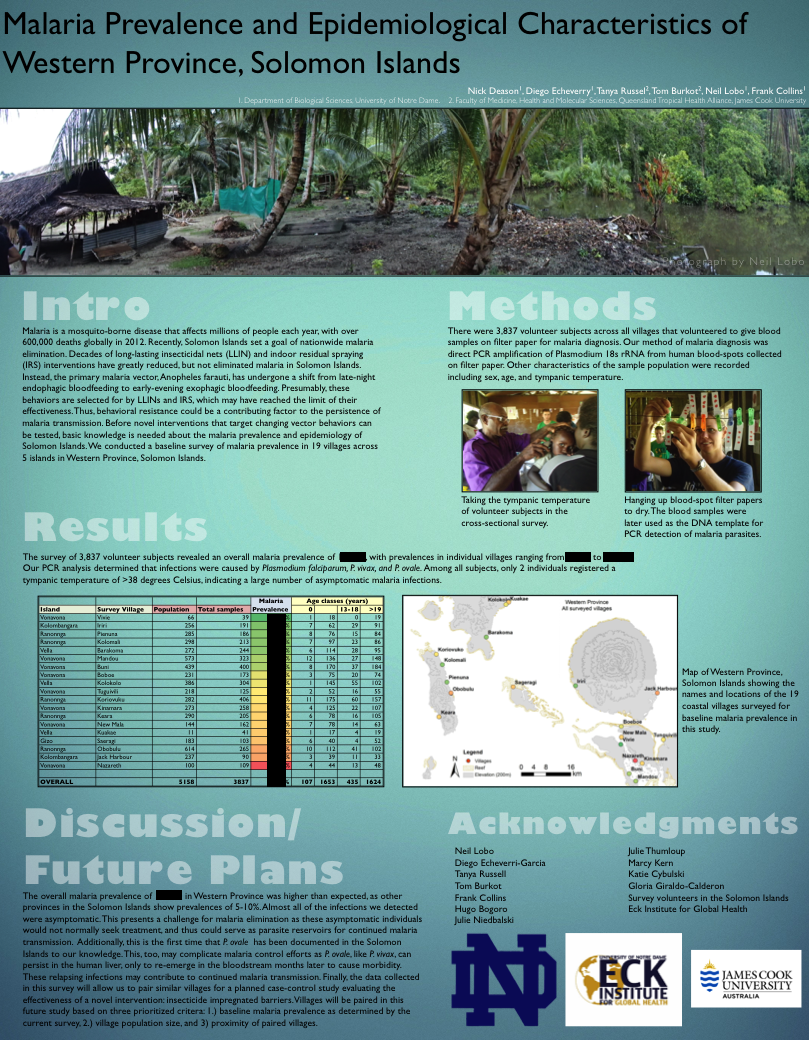 Malaria Prevalence and Epidemiological Characteristics of
Western Province, Solomon Islands
Nick Deason1, Diego Echeverry1, Tanya Russel2, Tom Burkot2, Neil Lobo1, Frank Collins1
1. Department of Biological Sciences, University of Notre Dame. 2. Faculty of Medicine, Health and Molecular Sciences, Queensland Tropical Health Alliance, James Cook University
Photograph by Neil Lobo
Intro
Malaria is a mosquito-borne disease that affects millions of people each year, with over
600,000 deaths globally in 2012. Recently, Solomon Islands set a goal of nationwide malaria
elimination. Decades of long-lasting insecticidal nets (LLIN) and indoor residual spraying
(IRS) interventions have greatly reduced, but not eliminated malaria in Solomon Islands.
Instead, the primary malaria vector, Anopheles farauti, has undergone a shift from late-night
endophagic bloodfeeding to early-evening exophagic bloodfeeding. Presumably, these
behaviors are selected for by LLINs and IRS, which may have reached the limit of their
effectiveness. Thus, behavioral resistance could be a contributing factor to the persistence of
malaria transmission. Before novel interventions that target changing vector behaviors can
be tested, basic knowledge is needed about the malaria prevalence and epidemiology of
Solomon Islands. We conducted a baseline survey of malaria prevalence in 19 villages across
5 islands in Western Province, Solomon Islands.
Methods
There were 3,837 volunteer subjects across all villages that volunteered to give blood
samples on filter paper for malaria diagnosis. Our method of malaria diagnosis was
direct PCR amplification of Plasmodium 18s rRNA from human blood-spots collected
on filter paper. Other characteristics of the sample population were recorded
including sex, age, and tympanic temperature.
Taking the tympanic temperature
of volunteer subjects in the
cross-sectional survey.
Hanging up blood-spot filter papers
to dry. The blood samples were
later used as the DNA template for
PCR detection of malaria parasites.
Results
The survey of 3,837 volunteer subjects revealed an overall malaria prevalence of , with prevalences in individual villages ranging from to
Our PCR analysis determined that infections were caused by Plasmodium falciparum, P. vivax, and P. ovale. Among all subjects, only 2 individuals registered a
tympanic temperature of >38 degrees Celsius, indicating a large number of asymptomatic malaria infections.
Malaria Age classes (years)
Island Survey Village Population Total samples Prevalence 0 13-18 >19
Vonavona Vivie 66 39 % 1 18 0 19
Kolombangara Iriri 256 191 % 7 62 29 91
Ranongga Pienuna 285 186 % 8 76 15 84
Ranongga Kolomali 298 213 % 7 97 23 86
Vella Barakoma 272 244 % 6 114 28 95
Vonavona Mandou 573 323 % 12 136 27 148
Vonavona Buni 439 400 % 8 170 37 184
Vonavona Boboe 231 173 % 3 75 20 74
Vella Kolokolo 386 304 % 1 145 55 102
Vonavona Tuguivili 218 125 % 2 52 16 55
Ranongga Koriovuku 282 406 % 11 175 60 157
Vonavona Kinamara 273 258 % 4 125 22 107
Ranongga Keara 290 205 % 6 78 16 105
Vonavona New Mala 144 162 % 7 78 14 63
Vella Kuakae 11 41 % 1 17 4 19
Gizo Saeragi 183 103 % 6 40 4 52
Ranongga Obobulu 614 265 % 10 112 41 102
Kolombangara Jack Harbour 237 90 % 3 39 11 33
Vonavona Nazareth 100 109 % 4 44 13 48
OVERALL 5158 3837 % 107 1653 435 1624
Western Province
All surveyed villages
Kolokolo Kuakae
Barakoma
Koriovuku
Kolomali
Pienuna
Obobulu
Keara
Saeragi
Iriri
Jack Harbour
Boboe
New Mala
Vivie
Tuguivili
Nazareth
Kinamara
Buni
Mandou
Legend
Villages
Reef
Elevation (200m)
0 4 8 16
km
Map of Western Province,
Solomon Islands showing the
names and locations of the 19
coastal villages surveyed for
baseline malaria prevalence in
this study.
Discussion/
Future Plans
The overall malaria prevalence of in Western Province was higher than expected, as other
provinces in the Solomon Islands show prevalences of 5-10%. Almost all of the infections we detected
were asymptomatic. This presents a challenge for malaria elimination as these asymptomatic individuals
would not normally seek treatment, and thus could serve as parasite reservoirs for continued malaria
transmission. Additionally, this is the first time that P. ovale has been documented in the Solomon
Islands to our knowledge. This, too, may complicate malaria control efforts as P. ovale, like P. vivax, can
persist in the human liver, only to re-emerge in the bloodstream months later to cause morbidity.
These relapsing infections may contribute to continued malaria transmission. Finally, the data collected
in this survey will allow us to pair similar villages for a planned case-control study evaluating the
effectiveness of a novel intervention: insecticide impregnated barriers. Villages will be paired in this
future study based on three prioritized critera: 1.) baseline malaria prevalence as determined by the
current survey, 2.) village population size, and 3) proximity of paired villages.
Acknowledgments
Neil Lobo
Diego Echeverri-Garcia
Tanya Russell
Tom Burkot
Frank Collins
Hugo Bogoro
Julie Niedbalski
Julie Thumloup
Marcy Kern
Katie Cybulski
Gloria Giraldo-Calderon
Survey volunteers in the Solomon Islands
Eck Institute for Global Health
ND
UNIVERSITY OF NOTRE DAME
ECK
INSTITUTE
FOR GLOBAL HEALTH
JAMES COOK
UNIVERSITY
AUSTRALIA